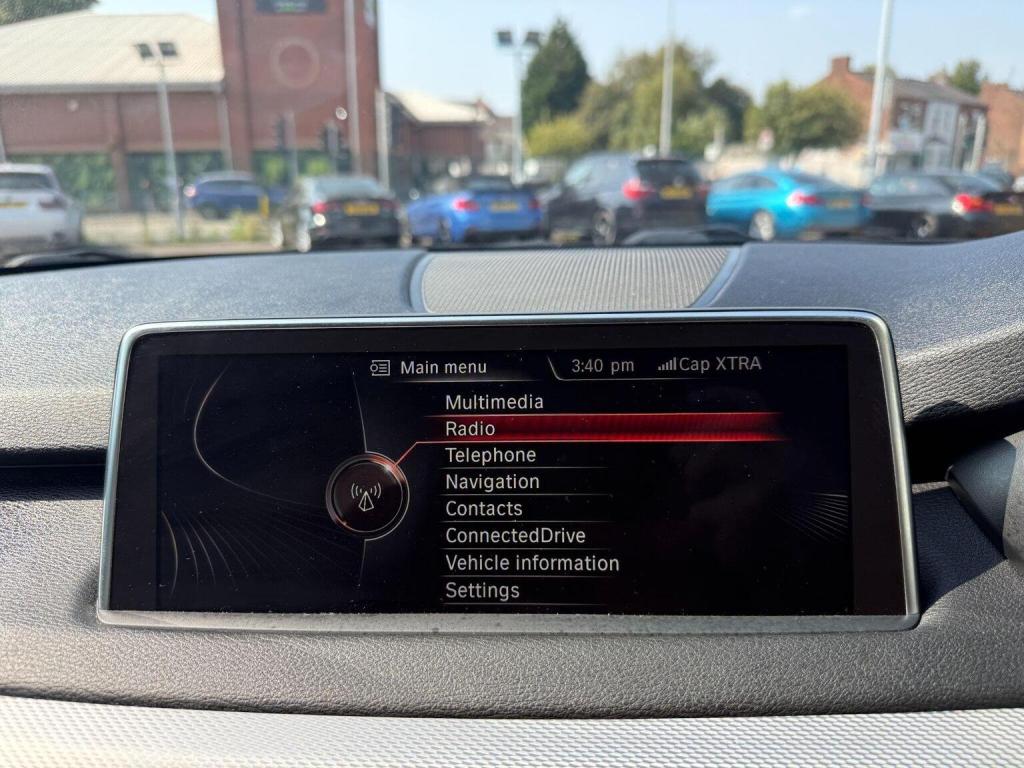 Main menu 3:40 pm Cap XTRA
Multimedia
Radio
Telephone
Navigation
Contacts
ConnectedDrive
Vehicle information
Settings